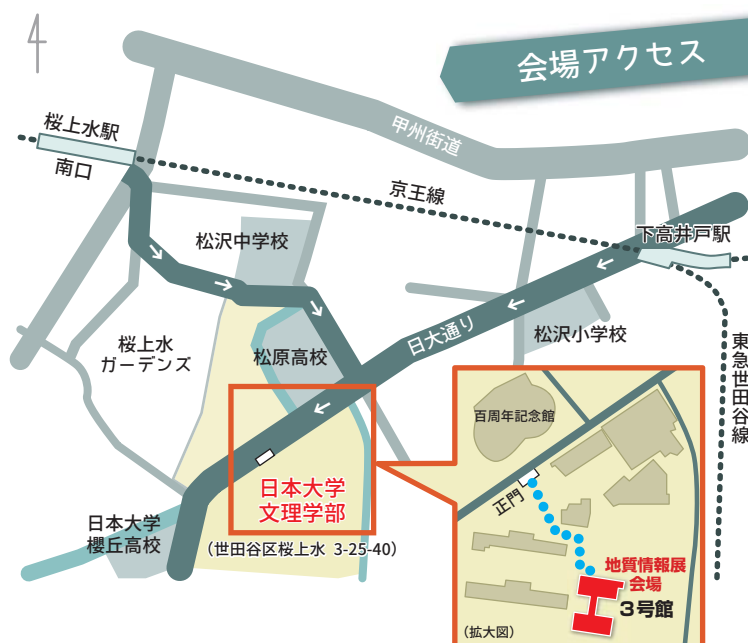 会場アクセス
甲州街道
桜上水駅
南口
京王線
下高井戸駅
松沢中学校
日大通り
松沢小学校
東急世田谷線
桜上水
ガーデンズ
松原高校
百周年記念館
正門
日本大学
文理学部
(世田谷区桜上水 3-25-40)
日本大学
櫻丘高校
地質情報展
会場
3号館
(拡大図)